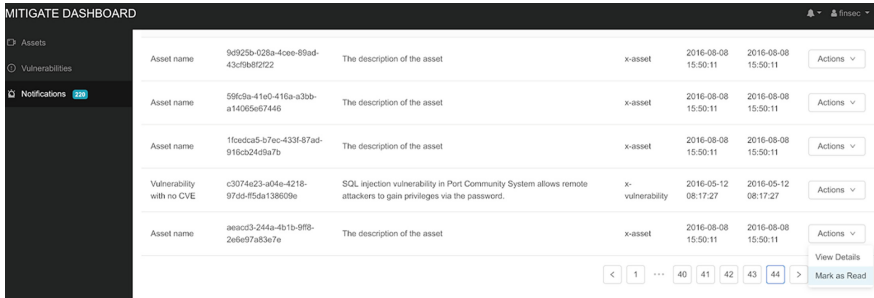 MITIGATE DASHBOARD
finsec
Assets
Vulnerabilities
Notifications 220
Asset name
9d925b-028a-4cee-89ad-
43cf9b8f2f22
The description of the asset
x-asset
2016-08-08
15:50:11
2016-08-08
15:50:11
Actions
Asset name
59fc9a-41e0-416a-a3bb-
a14065e67446
The description of the asset
x-asset
2016-08-08
15:50:11
2016-08-08
15:50:11
Actions
Asset name
1fcedca5-b7ec-433f-87ad-
916cb24d9a7b
The description of the asset
x-asset
2016-08-08
15:50:11
2016-08-08
15:50:11
Actions
Vulnerability
with no CVE
c3074e23-a04e-4218-
97dd-ff5da138609e
SQL injection vulnerability in Port Community System allows remote
attackers to gain privileges via the password.
x-
vulnerability
2016-05-12
08:17:27
2016-05-12
08:17:27
Actions
Asset name
aeacd3-244a-4b1b-9ff8-
2e6e97a83e7e
The description of the asset
x-asset
2016-08-08
15:50:11
2016-08-08
15:50:11
Actions
View Details
Mark as Read
< 1 ··· 40 41 42 43 44 >